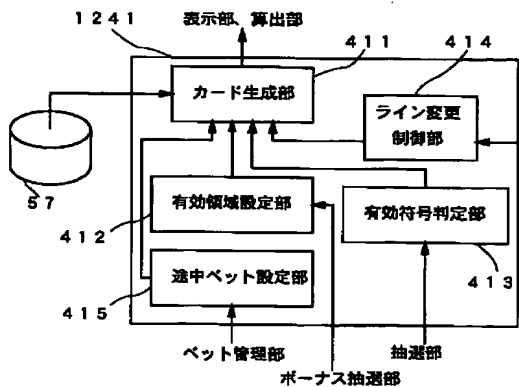 表示部、算出部
1241
411
414
カード生成部
ライン変更
制御部
57
有効領域設定部
有効符号判定部
412
途中ベット設定部
413
415
ベット管理部
抽選部
ボーナス抽選部